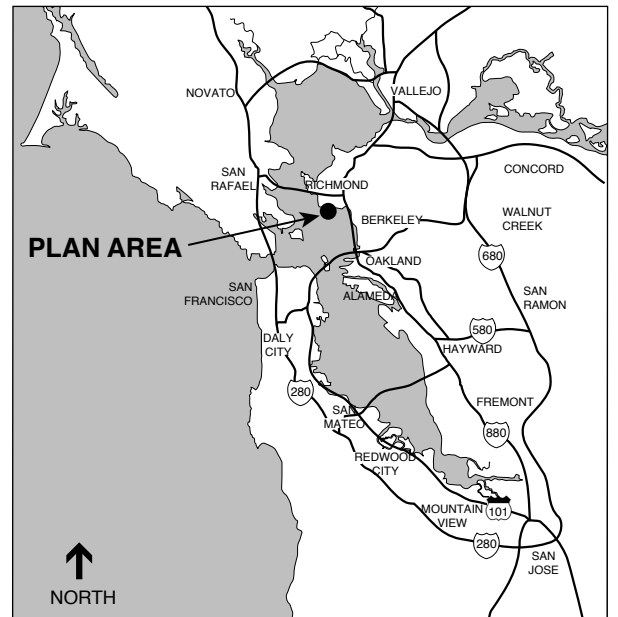 NOVATO
VALLEJO
CONCORD
SAN
RAFAEL
RICHMOND
WALNUT
CREEK
BERKELEY
PLAN AREA
OAKLAND
680
SAN
FRANCISCO
ALAMEDA
SAN
RAMON
580
DALY
CITY
HAYWARD
280
FREMONT
SAN
MATEO
880
REDWOOD
CITY
MOUNTAIN
VIEW
101
280
SAN
JOSE
NORTH